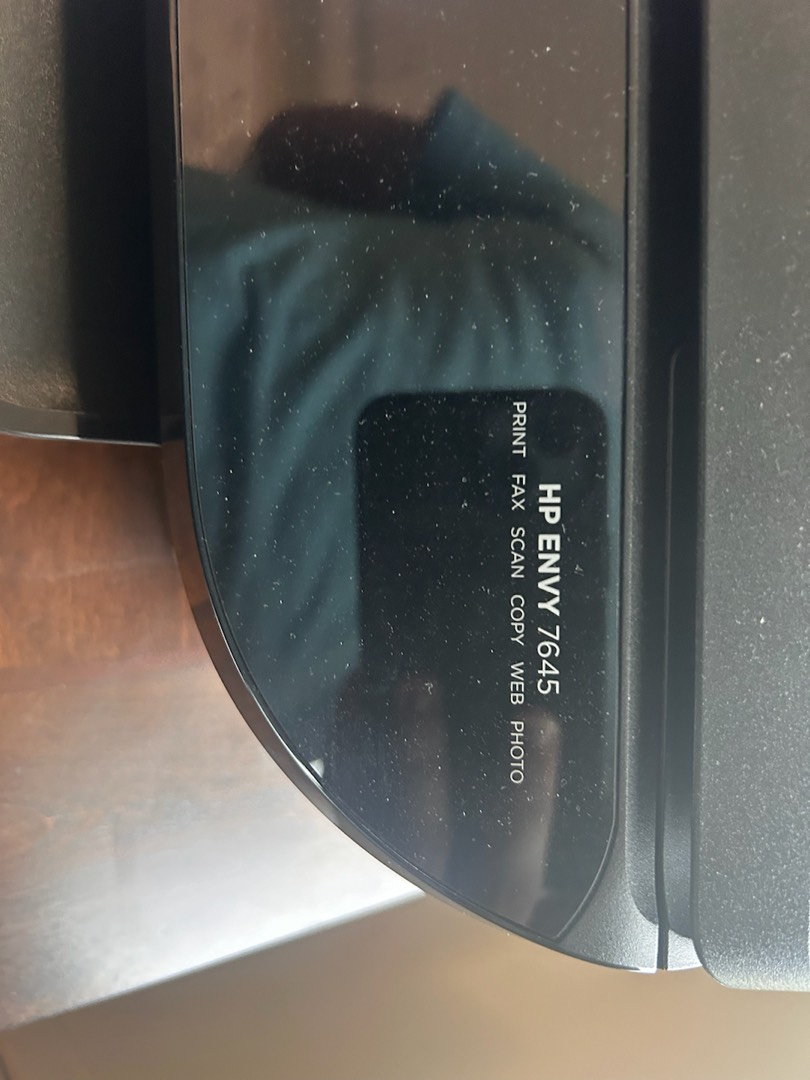 HP ENVY 7645
PRINT FAX SCAN COPY WEB PHOTO